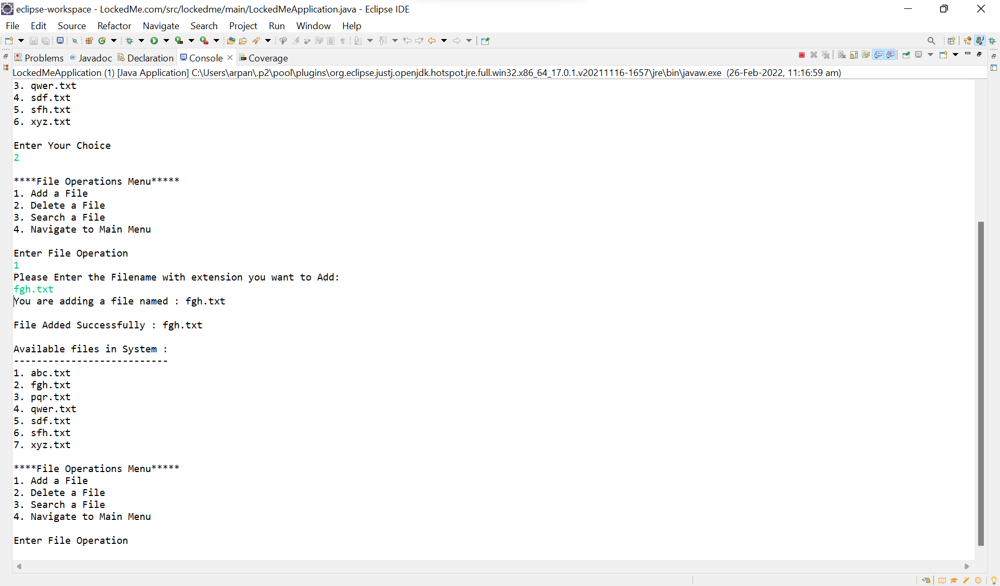 eclipse-workspace - LockedMe.com/src/lockedme/main/LockedMeApplication.java - Eclipse IDE
File Edit Source Refactor Navigate Search Project Run Window Help
Problems @ Javadoc Declaration Console Coverage
LockedMeApplication (1) [Java Application] C:\Users\arpan\.p2\pool\plugins\org.eclipse.justj.openjdk.hotspot.jre.full.win32.x86_64_17.0.1.v20211116-1657\jre\bin\javaw.exe (26-Feb-2022, 11:16:59 am)
3. qwer.txt
4. sdf.txt
5. sfh.txt
6. xyz.txt
Enter Your Choice
2
****File Operations Menu*****
1. Add a File
2. Delete a File
3. Search a File
4. Navigate to Main Menu
Enter File Operation
1
Please Enter the Filename with extension you want to Add:
fgh.txt
You are adding a file named : fgh.txt
File Added Successfully : fgh.txt
Available files in System :
---------------------------
1. abc.txt
2. fgh.txt
3. pqr.txt
4. qwer.txt
5. sdf.txt
6. sfh.txt
7. xyz.txt
****File Operations Menu*****
1. Add a File
2. Delete a File
3. Search a File
4. Navigate to Main Menu
Enter File Operation